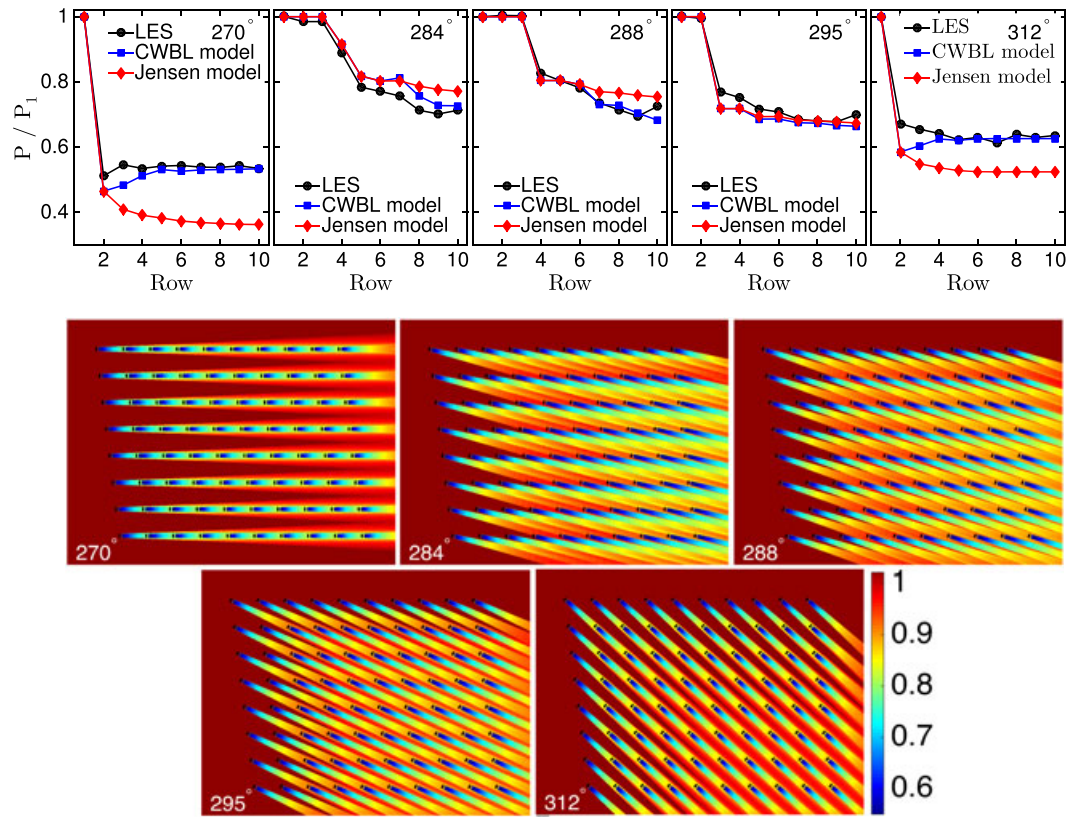 P / P1
1
0.8
0.6
0.4
LES 270°
CWBL model
Jensen model
2 4 6 8 10
Row
284°
LES
CWBL model
Jensen model
2 4 6 8 10
Row
288°
LES
CWBL model
Jensen model
2 4 6 8 10
Row
295°
LES
CWBL model
Jensen model
2 4 6 8 10
Row
LES 312°
CWBL model
Jensen model
2 4 6 8 10
Row
270°
284°
288°
295°
312°
1
0.9
0.8
0.7
0.6